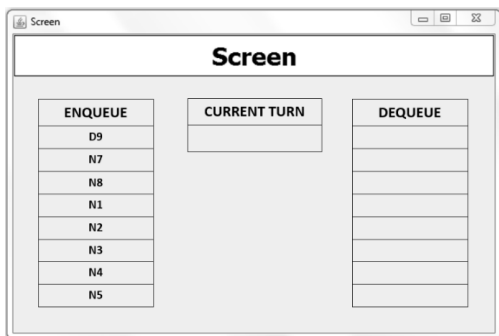 Screen
Screen
ENQUEUE
D9
N7
N8
N1
N2
N3
N4
N5
CURRENT TURN
DEQUEUE